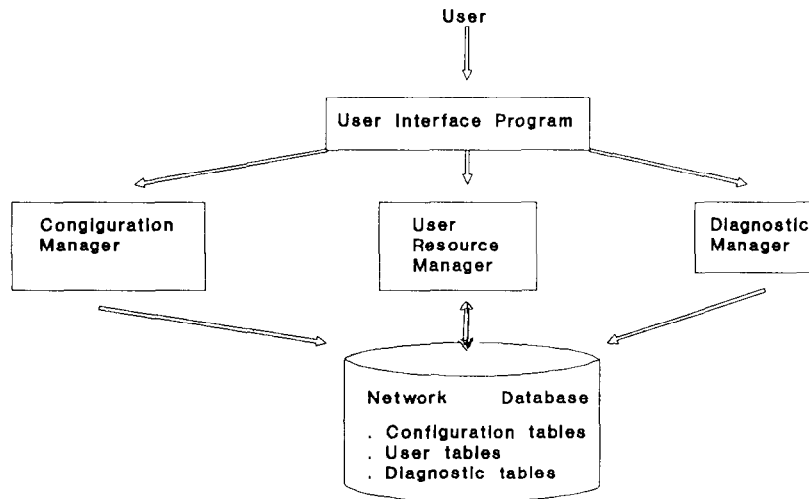 User
User Interface Program
Congiguration
Manager
User
Resource
Manager
Diagnostic
Manager
Network Database
. Configuration tables
. User tables
. Diagnostic tables